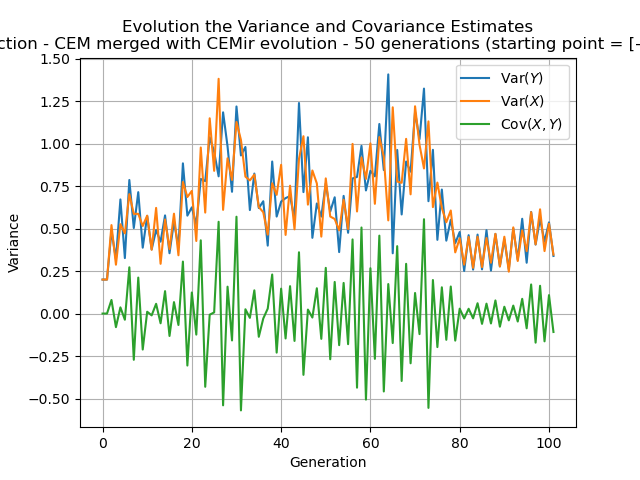 Evolution the Variance and Covariance Estimates
ction - CEM merged with CEMir evolution - 50 generations (starting point = [-
1.50
1.25
1.00
0.75
0.50
0.25
0.00
−0.25
−0.50
Variance
Var(Y)
Var(X)
Cov(X, Y)
0 20 40 60 80 100
Generation